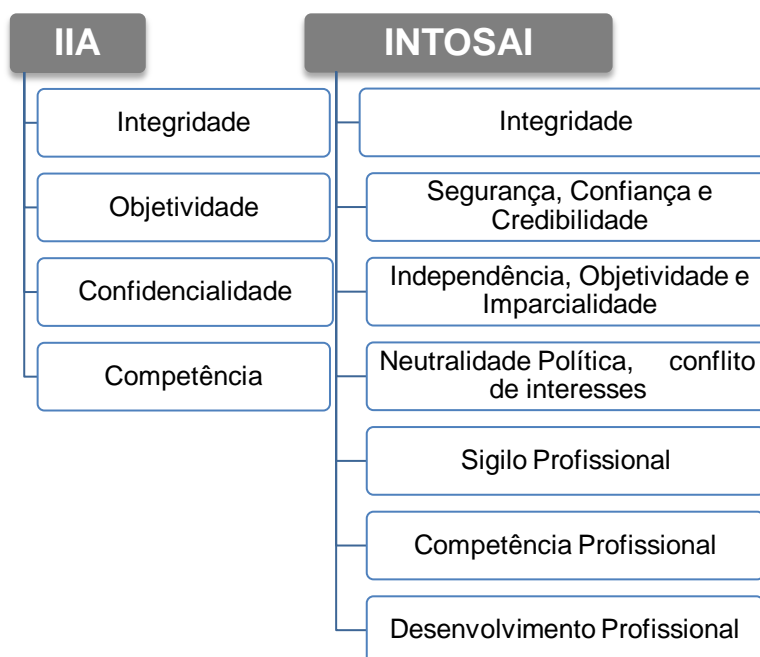 IIA
Integridade
Objetividade
Confidencialidade
Competência
INTOSAI
Integridade
Segurança, Confiança e
Credibilidade
Independência, Objetividade e
Imparcialidade
Neutralidade Política, conflito
de interesses
Sigilo Profissional
Competência Profissional
Desenvolvimento Profissional